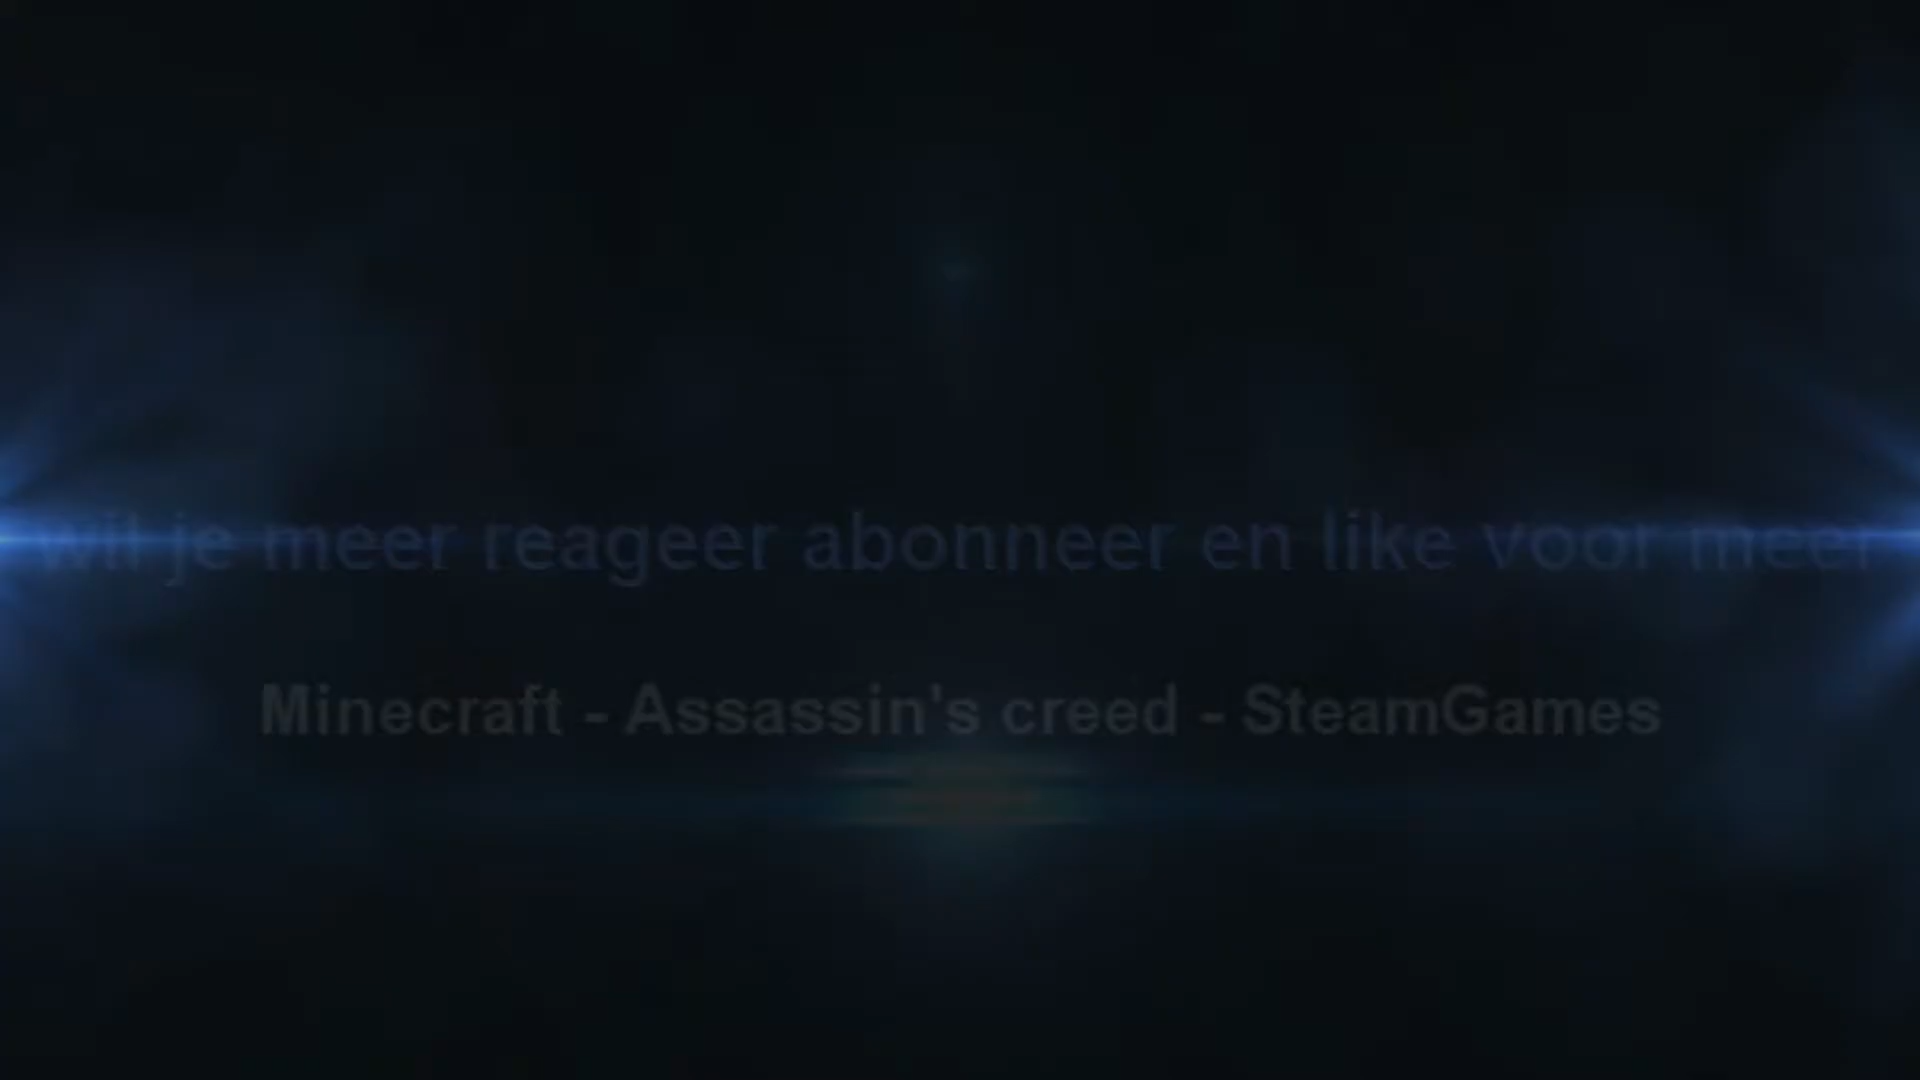 wil je meer reageer abonneer en like voor meer
Minecraft - Assassin's creed - SteamGames